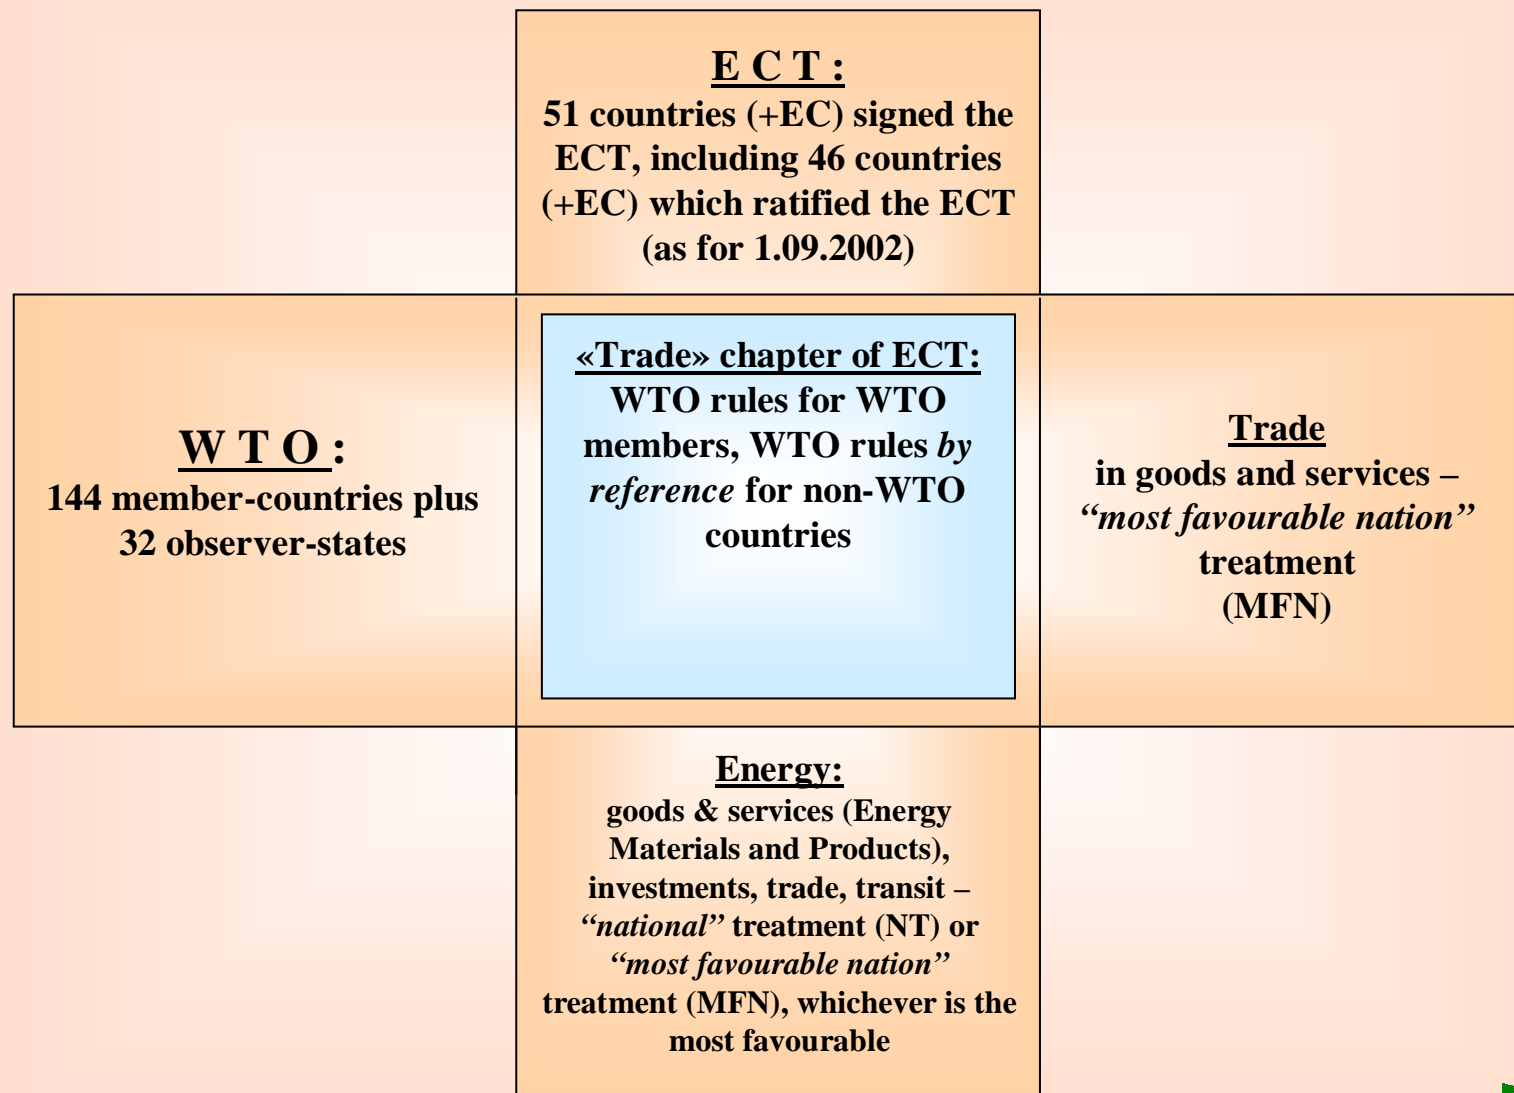 E C T :
51 countries (+EC) signed the
ECT, including 46 countries
(+EC) which ratified the ECT
(as for 1.09.2002)
W T O :
144 member-countries plus
32 observer-states
«Trade» chapter of ECT:
WTO rules for WTO
members, WTO rules by
reference for non-WTO
countries
Trade
in goods and services –
“most favourable nation”
treatment
(MFN)
Energy:
goods & services (Energy
Materials and Products),
investments, trade, transit –
“national” treatment (NT) or
“most favourable nation”
treatment (MFN), whichever is the
most favourable